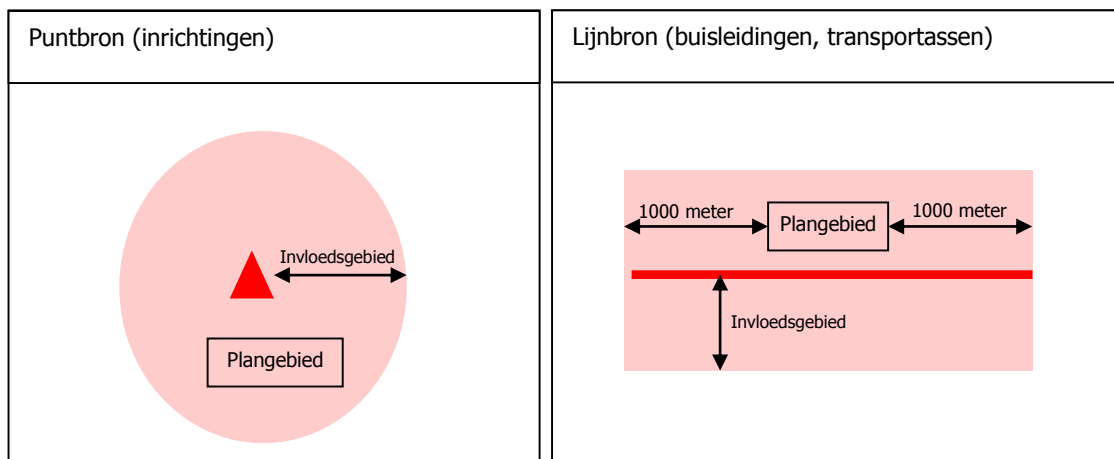 Puntbron (inrichtingen)
Invloedsgebied
Plangebied
Lijnbron (buisleidingen, transportassen)
1000 meter
Plangebied
1000 meter
Invloedsgebied